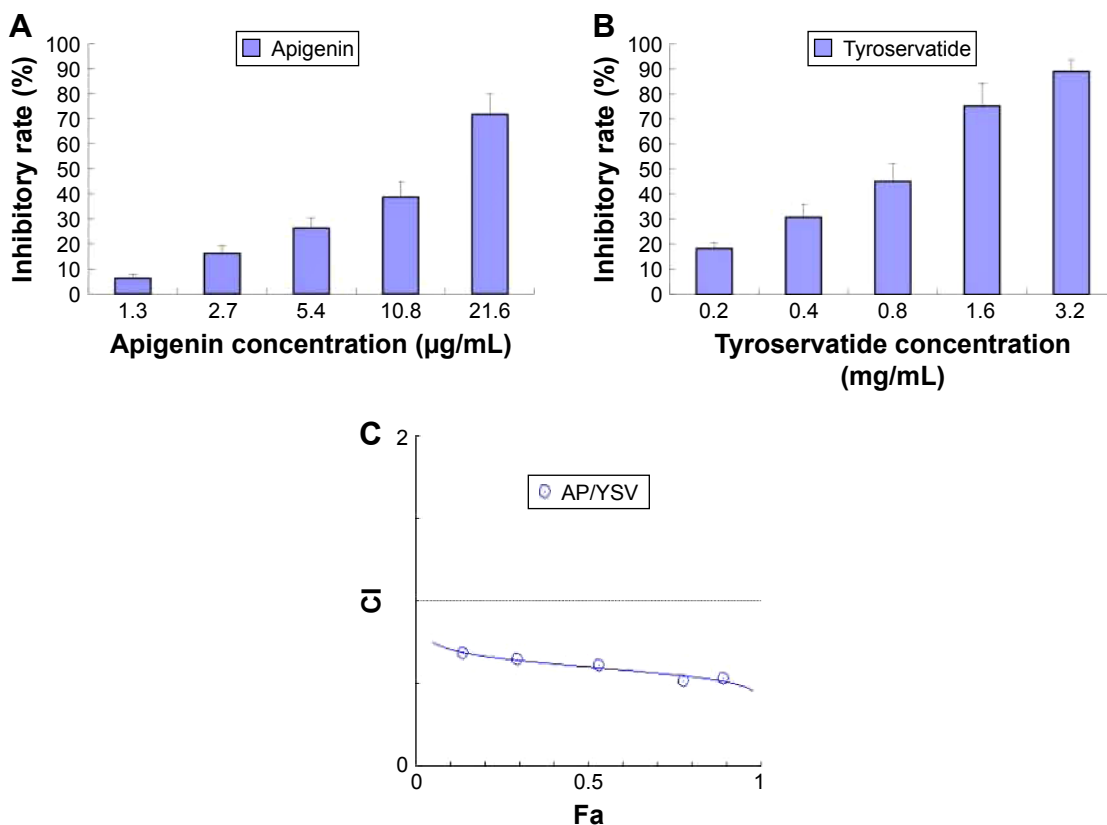 A
Apigenin
Inhibitory rate (%)
100
90
80
70
60
50
40
30
20
10
0
1.3 2.7 5.4 10.8 21.6
Apigenin concentration (µg/mL)
B
Tyroservatide
Inhibitory rate (%)
100
90
80
70
60
50
40
30
20
10
0
0.2 0.4 0.8 1.6 3.2
Tyroservatide concentration
(mg/mL)
C
2
AP/YSV
CI
0
0 0.5 1
Fa